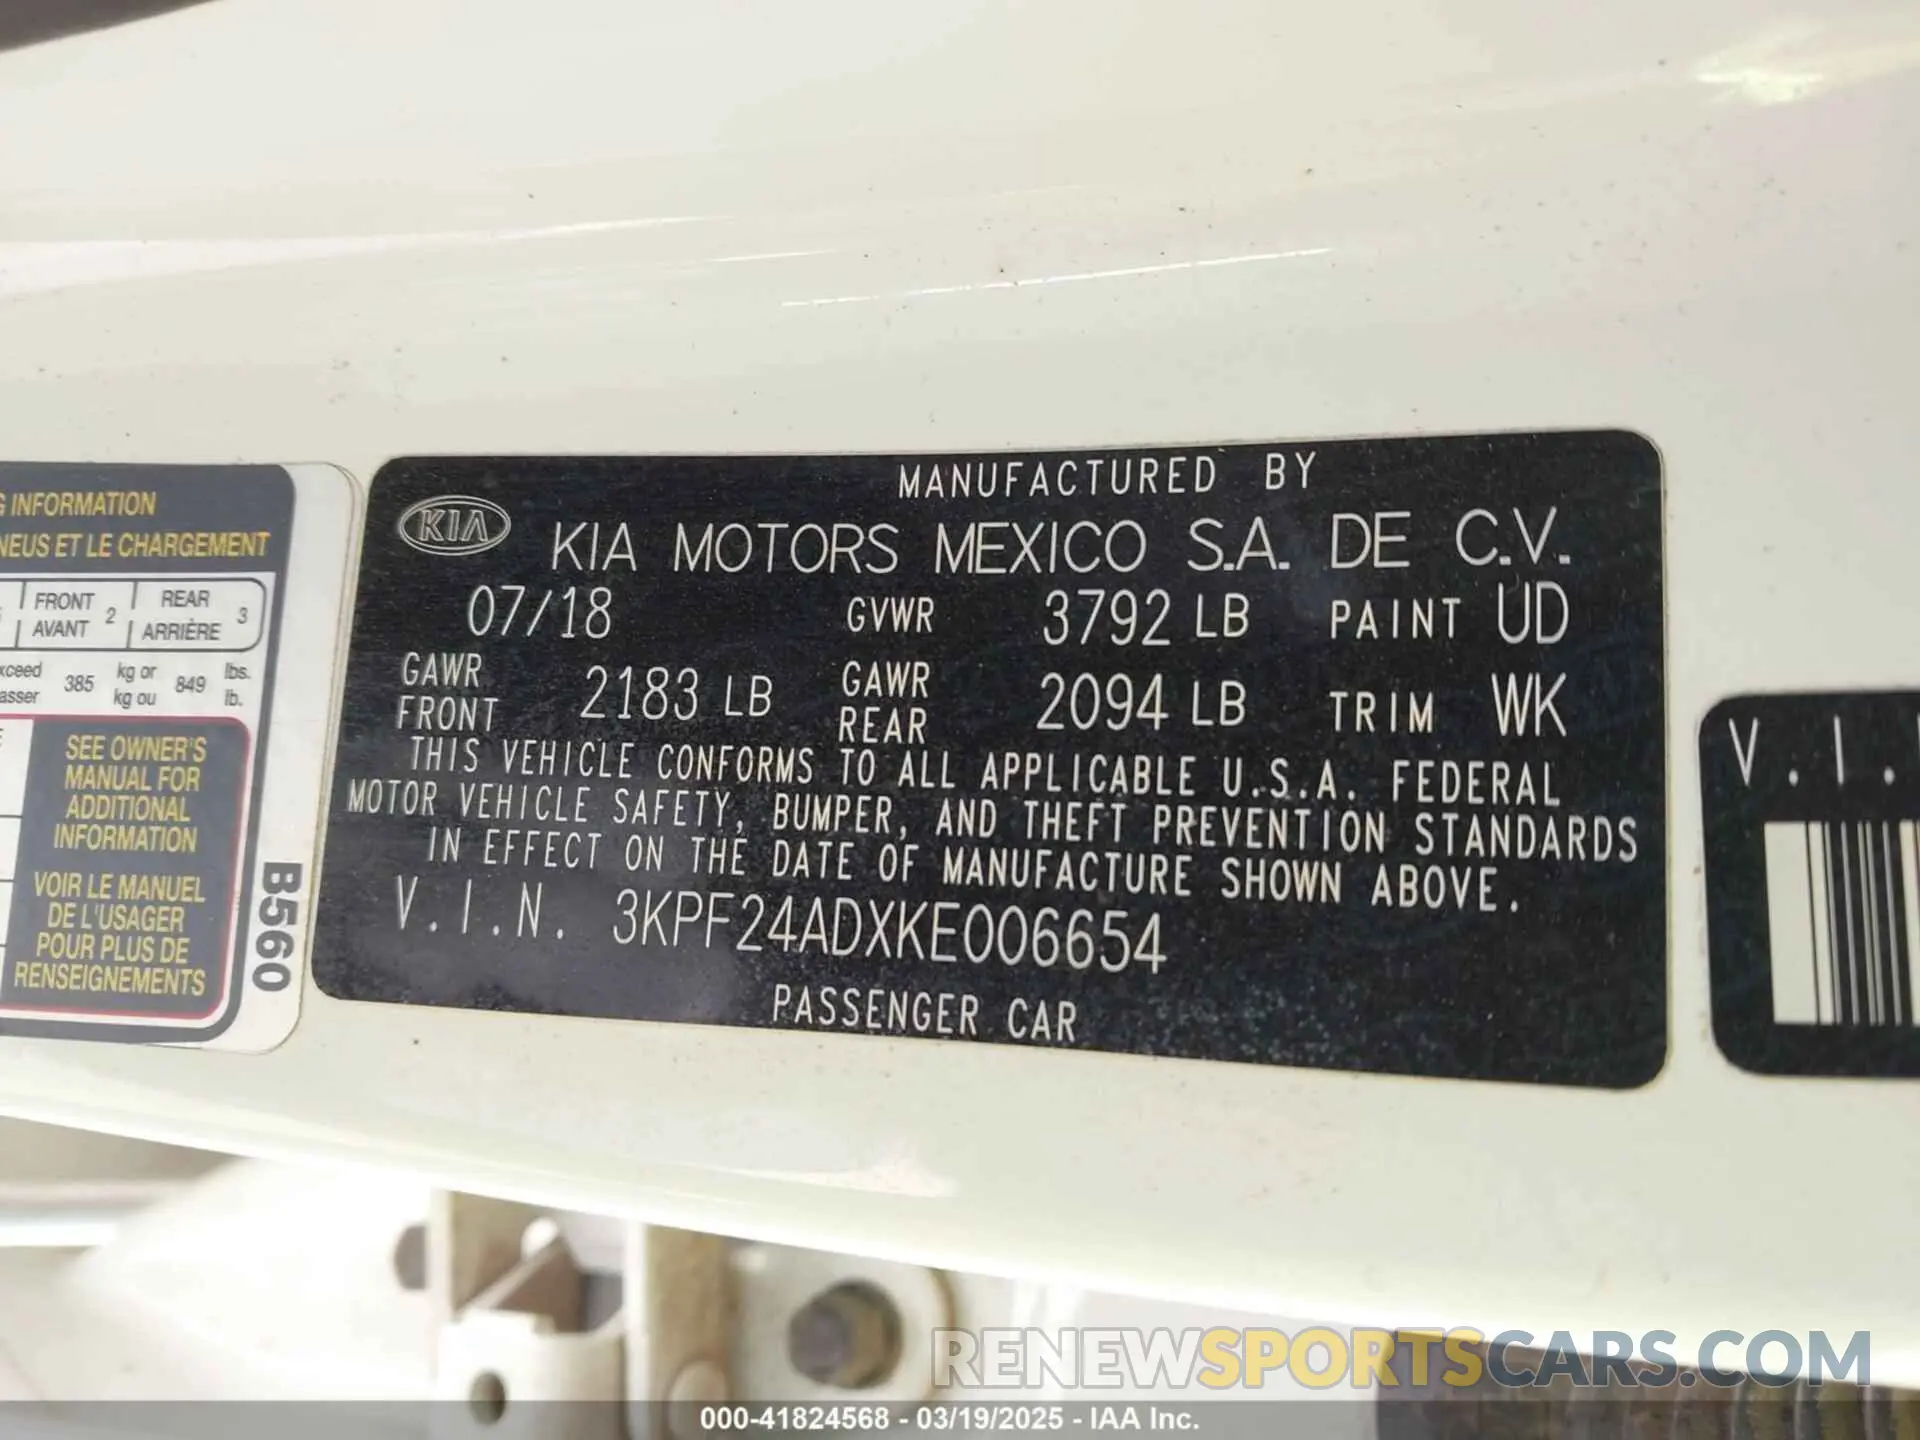 G INFORMATION
NEUS ET LE CHARGEMENT
FRONT 2 REAR 3
AVANT ARRIÈRE
xceed 385 kg or 849 lbs.
asser kg ou lb.
SEE OWNER'S
MANUAL FOR
ADDITIONAL
INFORMATION
VOIR LE MANUEL
DE L'USAGER
POUR PLUS DE
RENSEIGNEMENTS
B560
MANUFACTURED BY
KIA KIA MOTORS MEXICO S.A. DE C.V.
07/18 GVWR 3792 LB PAINT UD
GAWR FRONT 2183 LB GAWR REAR 2094 LB TRIM WK
THIS VEHICLE CONFORMS TO ALL APPLICABLE U.S.A. FEDERAL
MOTOR VEHICLE SAFETY, BUMPER, AND THEFT PREVENTION STANDARDS
IN EFFECT ON THE DATE OF MANUFACTURE SHOWN ABOVE.
V.I.N. 3KPF24ADXKE006654
PASSENGER CAR
V.I.
RENEWSPORTSCARS.COM
000-41824568 - 03/19/2025 - IAA Inc.